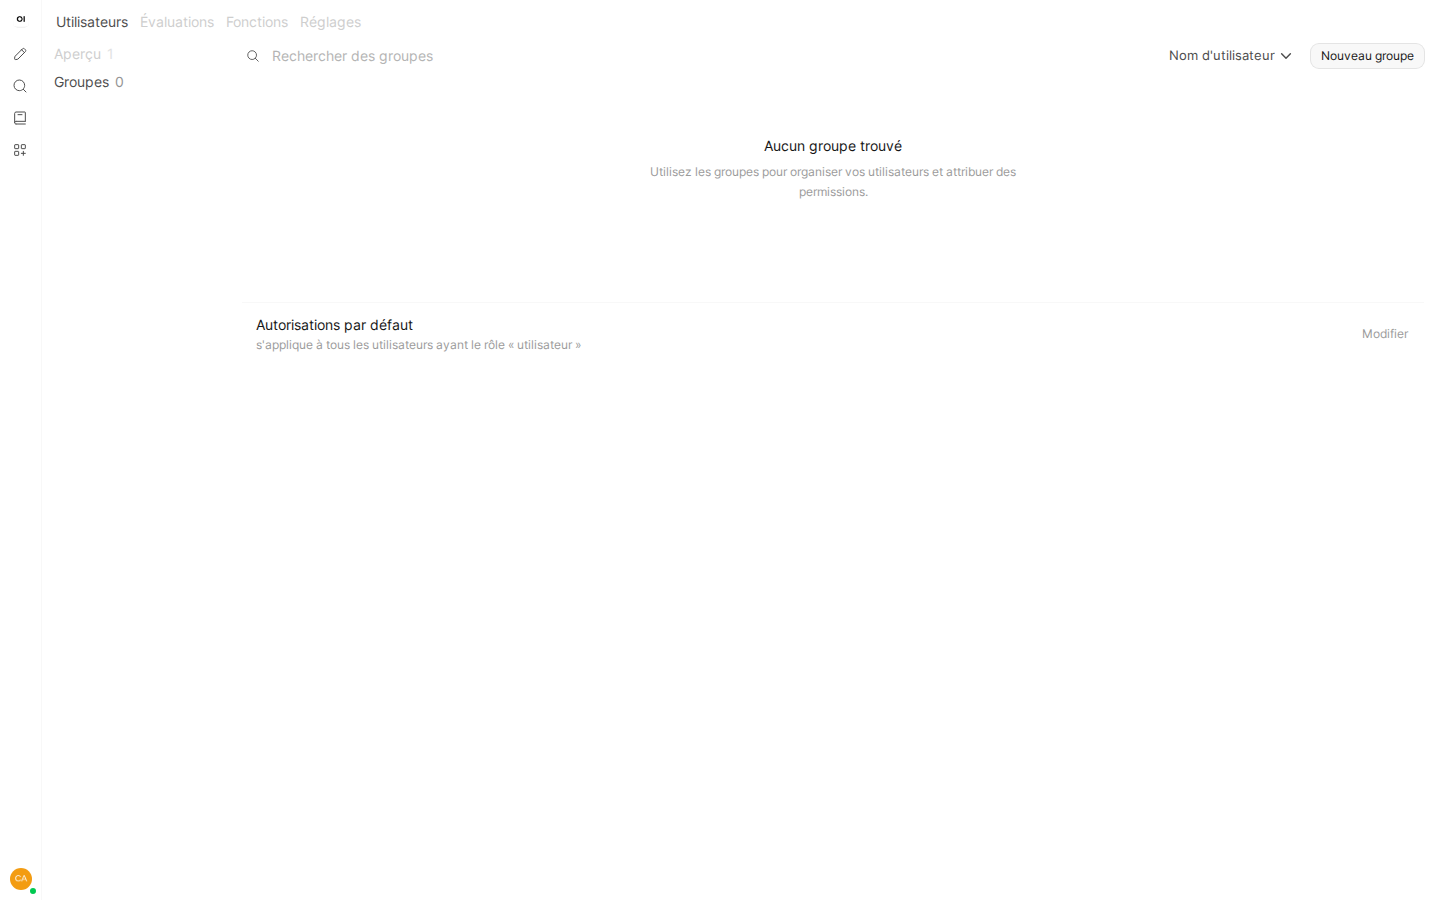 OI
Utilisateurs Évaluations Fonctions Réglages
Aperçu 1
Groupes 0
Rechercher des groupes
Nom d'utilisateur
Nouveau groupe
Aucun groupe trouvé
Utilisez les groupes pour organiser vos utilisateurs et attribuer des
permissions.
Autorisations par défaut
s'applique à tous les utilisateurs ayant le rôle « utilisateur »
Modifier
CA